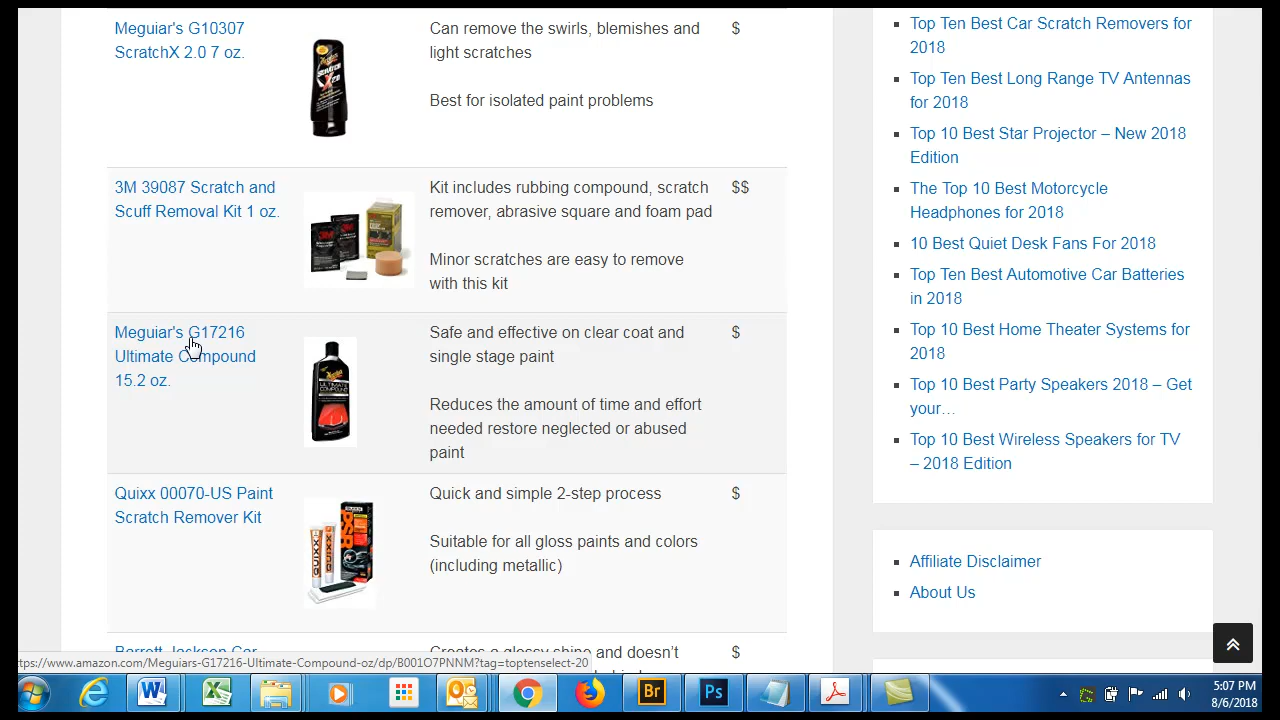 Meguiar's G10307
ScratchX 2.0 7 oz.
Can remove the swirls, blemishes and
light scratches
Best for isolated paint problems
$
3M 39087 Scratch and
Scuff Removal Kit 1 oz.
Kit includes rubbing compound, scratch
remover, abrasive square and foam pad
Minor scratches are easy to remove
with this kit
$$
Meguiar's G17216
Ultimate Compound
15.2 oz.
Safe and effective on clear coat and
single stage paint
Reduces the amount of time and effort
needed restore neglected or abused
paint
$
Quixx 00070-US Paint
Scratch Remover Kit
Quick and simple 2-step process
Suitable for all gloss paints and colors
(including metallic)
$
Barrett-Jackson Car
Creates a glossy shine and doesn't
$
Top Ten Best Car Scratch Removers for
2018
Top Ten Best Long Range TV Antennas
for 2018
Top 10 Best Star Projector – New 2018
Edition
The Top 10 Best Motorcycle
Headphones for 2018
10 Best Quiet Desk Fans For 2018
Top Ten Best Automotive Car Batteries
in 2018
Top 10 Best Home Theater Systems for
2018
Top 10 Best Party Speakers 2018 – Get
your…
Top 10 Best Wireless Speakers for TV
– 2018 Edition
Affiliate Disclaimer
About Us
tps://www.amazon.com/Meguiars-G17216-Ultimate-Compound-oz/dp/B001O7PNNM?tag=toptenselect-20
Br
Ps
5:07 PM
8/6/2018